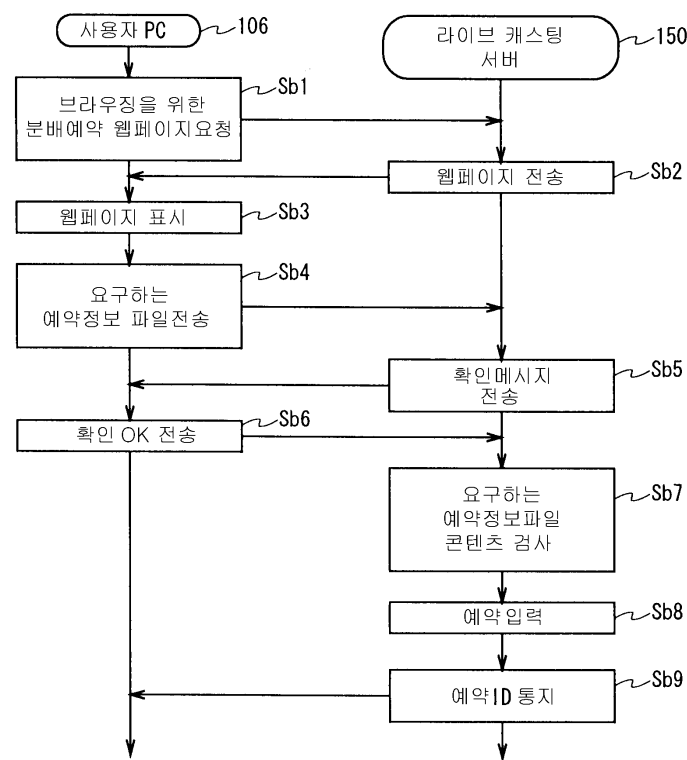 사용자 PC
106
라이브 캐스팅
서버
150
브라우징을 위한
분배예약 웹페이지요청
Sb1
웹페이지 전송
Sb2
웹페이지 표시
Sb3
요구하는
예약정보 파일전송
Sb4
확인메시지
전송
Sb5
확인 OK 전송
Sb6
요구하는
예약정보파일
콘텐츠 검사
Sb7
예약입력
Sb8
예약ID통지
Sb9